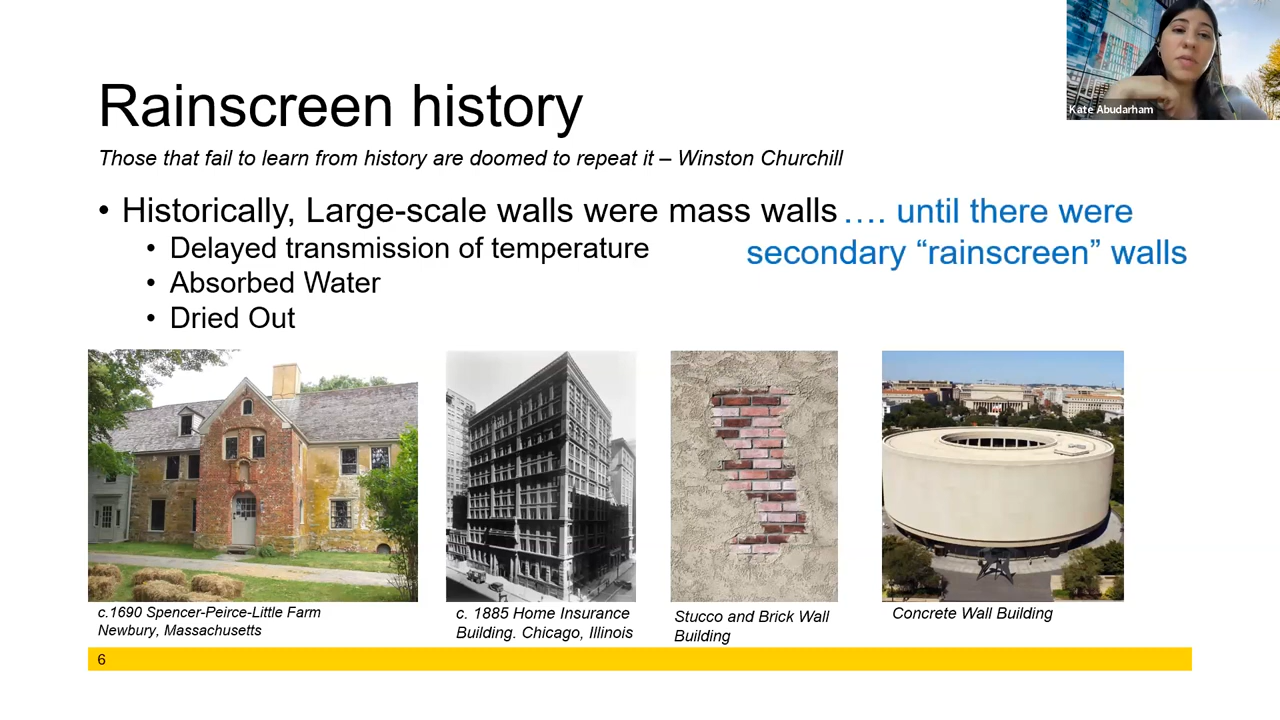 Kate Abudarham
Rainscreen history
Those that fail to learn from history are doomed to repeat it – Winston Churchill
• Historically, Large-scale walls were mass walls …. until there were
secondary “rainscreen” walls
• Delayed transmission of temperature
• Absorbed Water
• Dried Out
c.1690 Spencer-Peirce-Little Farm
Newbury, Massachusetts
c. 1885 Home Insurance
Building. Chicago, Illinois
Stucco and Brick Wall
Building
Concrete Wall Building
6